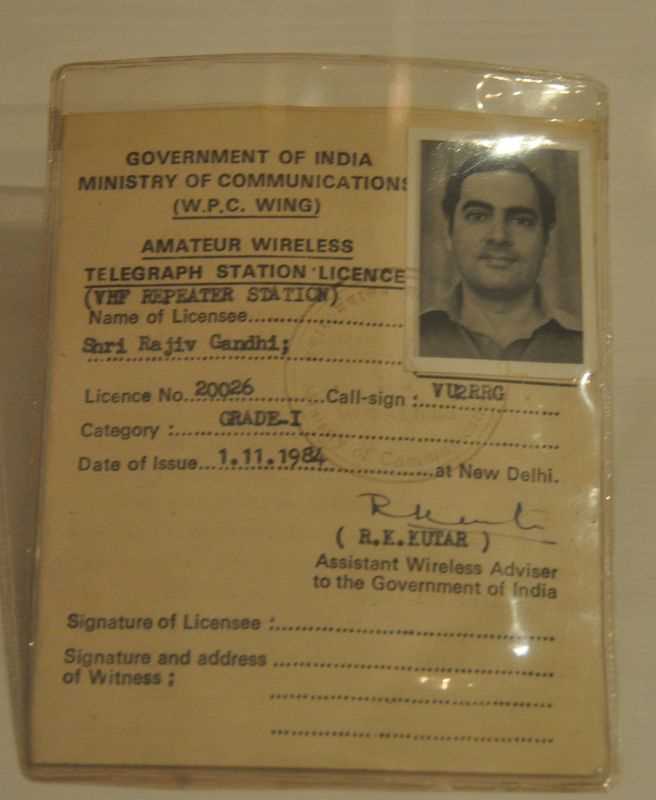 GOVERNMENT OF INDIA
MINISTRY OF COMMUNICATIONS
(W.P.C. WING)
AMATEUR WIRELESS
TELEGRAPH STATION LICENCE
(VHF REPEATER STATION)
Name of Licensee....................
Shri Rajiv Gandhi;
Licence No. 20026 ............Call-sign : VU2RRG
Category : GRADE-I
Date of Issue... 1.11.1984 ............at New Delhi.
( R.K.KUTAR )
Assistant Wireless Adviser
to the Government of India
Signature of Licensee :....................
Signature and address ....................
of Witness ;